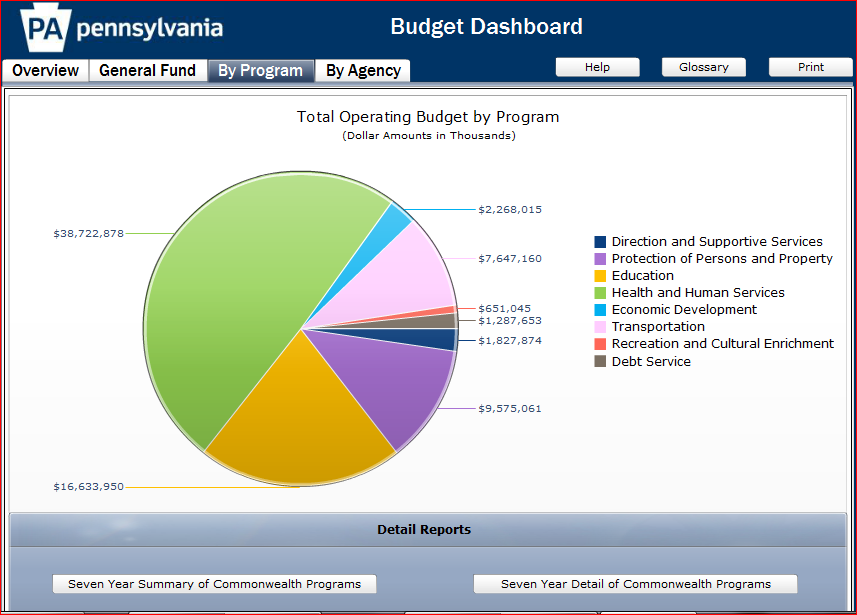 PA pennsylvania
Budget Dashboard
Overview
General Fund
By Program
By Agency
Help
Glossary
Print
Total Operating Budget by Program
(Dollar Amounts in Thousands)
$38,722,878
$16,633,950
$2,268,015
$7,647,160
$651,045
$1,287,653
$1,827,874
$9,575,061
Direction and Supportive Services
Protection of Persons and Property
Education
Health and Human Services
Economic Development
Transportation
Recreation and Cultural Enrichment
Debt Service
Detail Reports
Seven Year Summary of Commonwealth Programs
Seven Year Detail of Commonwealth Programs